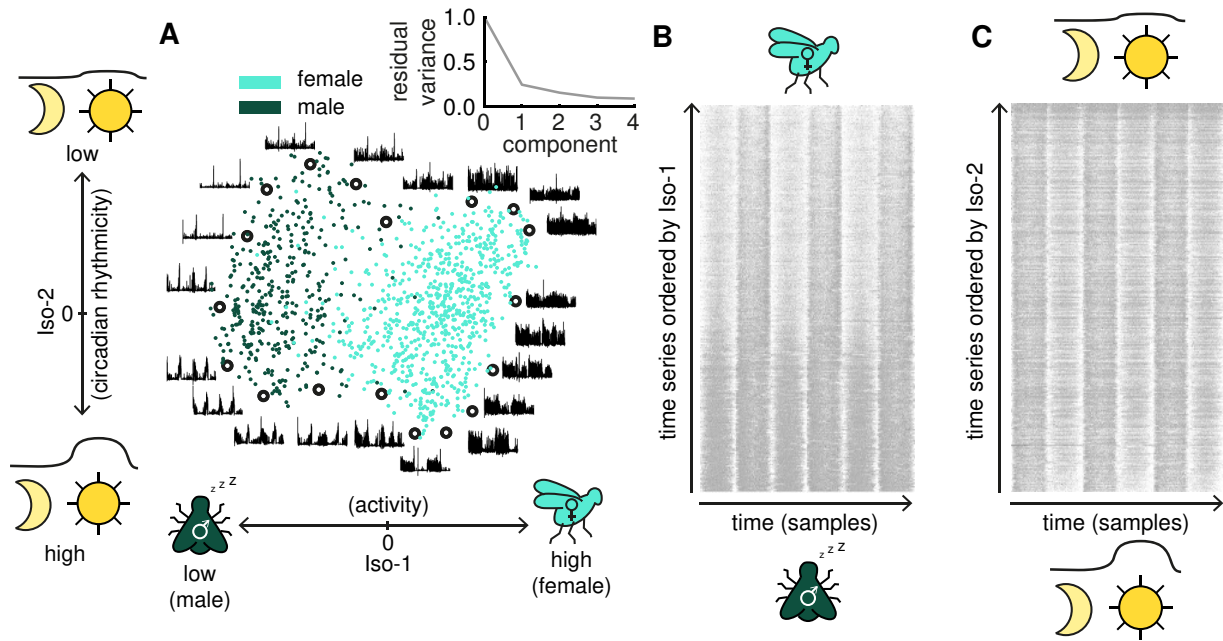 A
female
male
residual
variance
1.0
0.5
0.0
0
1
2
3
4
component
low
Iso-2
(circadian rhythmicity)
0
high
(activity)
0
Iso-1
z z Z
low
(male)
high
(female)
B
time series ordered by Iso-1
time (samples)
z z Z
C
time series ordered by Iso-2
time (samples)